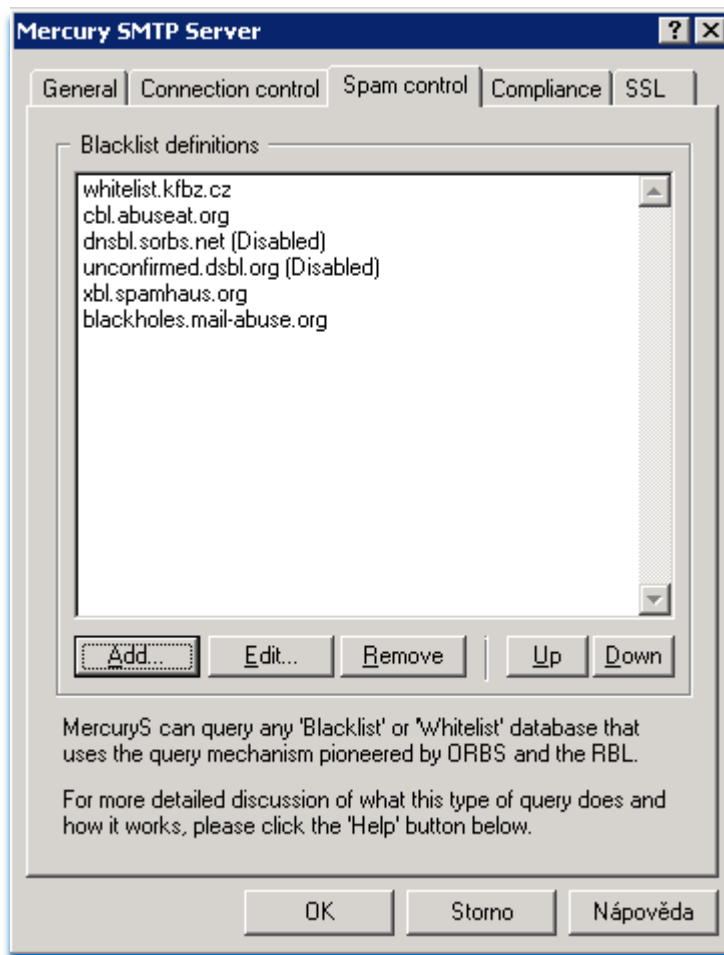 Mercury SMTP Server
General Connection control Spam control Compliance SSL
Blacklist definitions
whitelist.kfbz.cz
cbl.abuseat.org
dnsbl.sorbs.net (Disabled)
unconfirmed.dsbl.org (Disabled)
xbl.spamhaus.org
blackholes.mail-abuse.org
Add... Edit... Remove Up Down
MercuryS can query any 'Blacklist' or 'Whitelist' database that
uses the query mechanism pioneered by ORBS and the RBL.
For more detailed discussion of what this type of query does and
how it works, please click the 'Help' button below.
OK Storno Nápověda